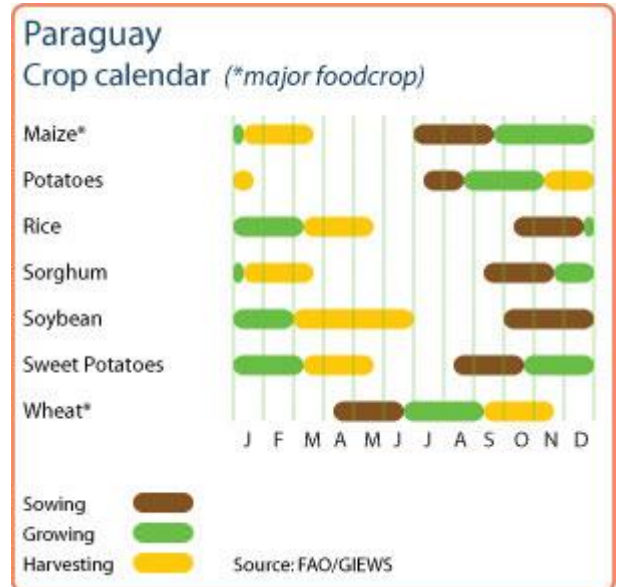 Paraguay
Crop calendar (*major foodcrop)
Maize*
Potatoes
Rice
Sorghum
Soybean
Sweet Potatoes
Wheat*
J F M A M J J A S O N D
Sowing
Growing
Harvesting Source: FAO/GIEWS